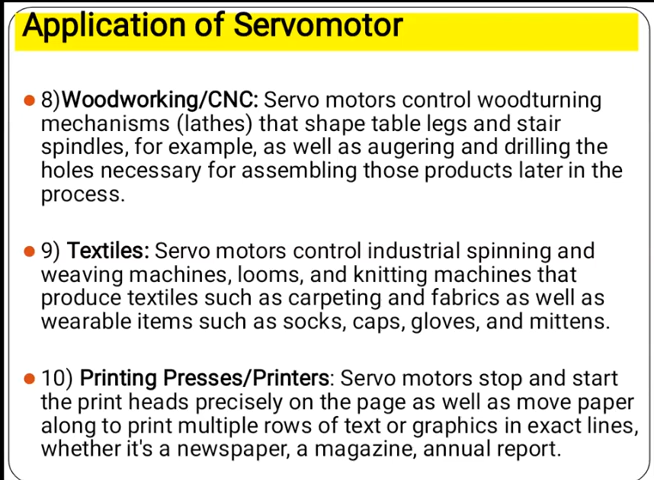 Application of Servomotor
8)Woodworking/CNC: Servo motors control woodturning
mechanisms (lathes) that shape table legs and stair
spindles, for example, as well as augering and drilling the
holes necessary for assembling those products later in the
process.
9) Textiles: Servo motors control industrial spinning and
weaving machines, looms, and knitting machines that
produce textiles such as carpeting and fabrics as well as
wearable items such as socks, caps, gloves, and mittens.
10) Printing Presses/Printers: Servo motors stop and start
the print heads precisely on the page as well as move paper
along to print multiple rows of text or graphics in exact lines,
whether it's a newspaper, a magazine, annual report.